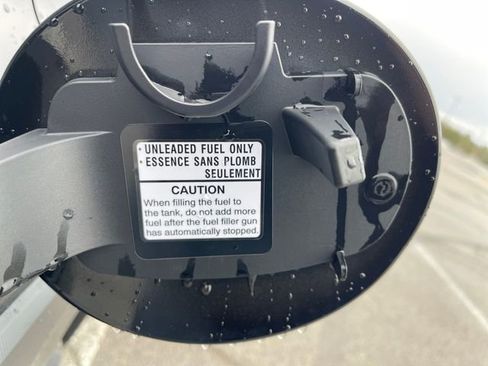 · UNLEADED FUEL ONLY
· ESSENCE SANS PLOMB
SEULEMENT
CAUTION
When filling the fuel to
the tank, do not add more
fuel after the fuel filler gun
has automatically stopped.